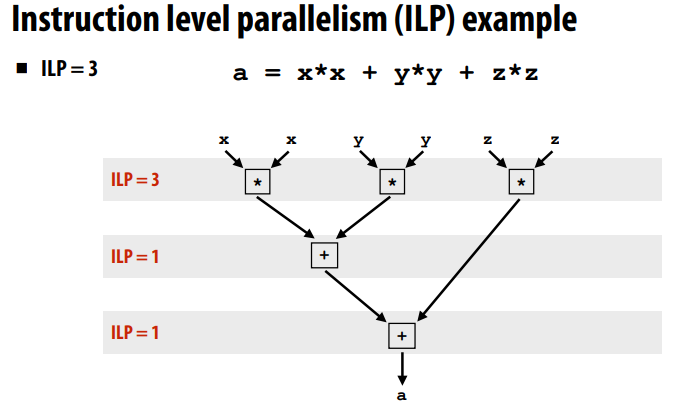 Instruction level parallelism (ILP) example
■ ILP = 3
a = x*x + y*y + z*z
x x y y z z
ILP = 3 * * *
ILP = 1 +
ILP = 1 +
a